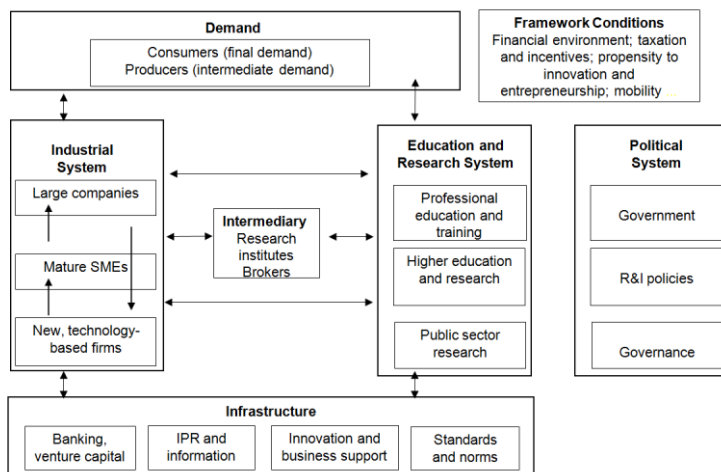 Demand
Consumers (final demand)
Producers (intermediate demand)
Framework Conditions
Financial environment; taxation
and incentives; propensity to
innovation and
entrepreneurship; mobility ...
Industrial
System
Large companies
Mature SMEs
New, technology-
based firms
Intermediary
Research
institutes
Brokers
Education and
Research System
Professional
education and
training
Higher education
and research
Public sector
research
Political
System
Government
R&I policies
Governance
Infrastructure
Banking,
venture capital
IPR and
information
Innovation and
business support
Standards
and norms